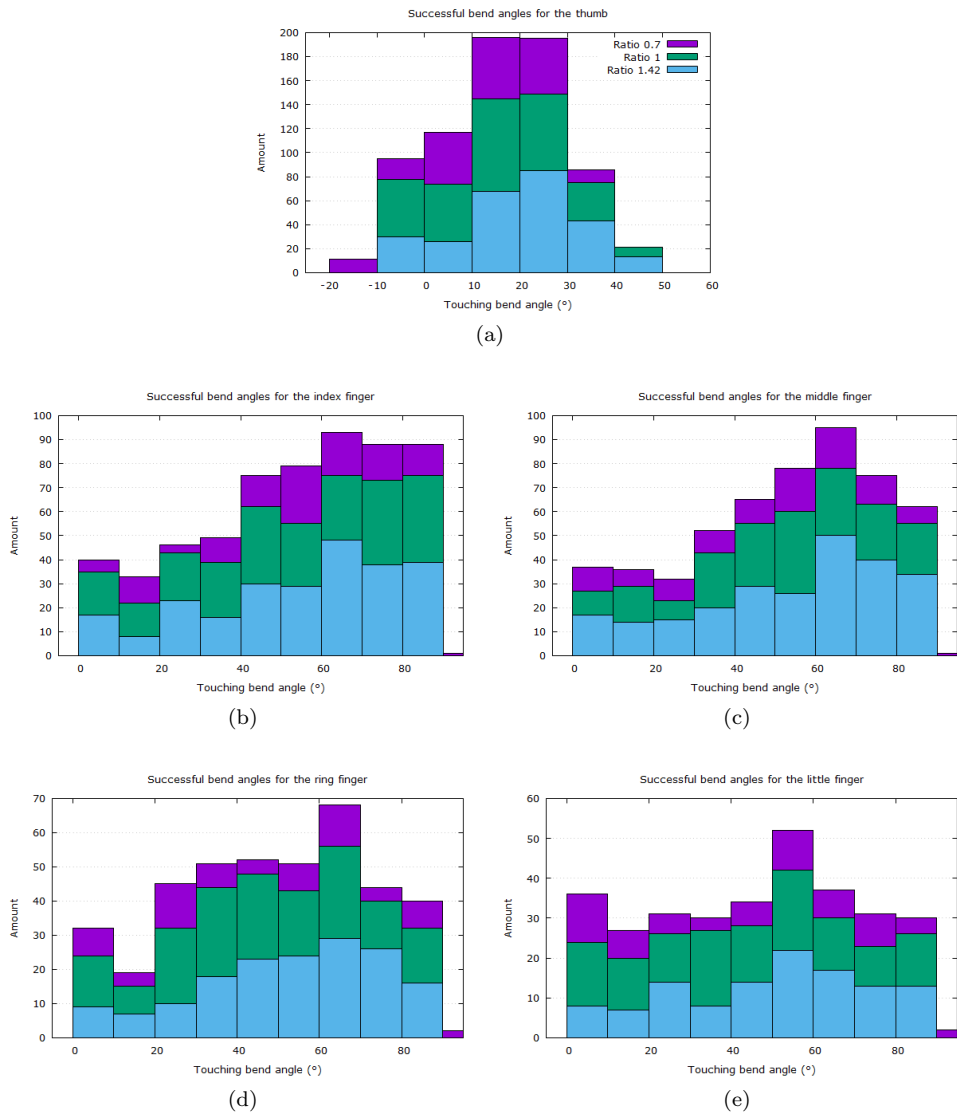 Successful bend angles for the thumb
200
180
160
140
120
100
80
60
40
20
0
Amount
Ratio 0.7
Ratio 1
Ratio 1.42
-20 -10 0 10 20 30 40 50 60
Touching bend angle (°)
(a)
Successful bend angles for the index finger
100
90
80
70
60
50
40
30
20
10
0
Amount
0 20 40 60 80
Touching bend angle (°)
(b)
Successful bend angles for the middle finger
100
90
80
70
60
50
40
30
20
10
0
Amount
0 20 40 60 80
Touching bend angle (°)
(c)
Successful bend angles for the ring finger
70
60
50
40
30
20
10
0
Amount
0 20 40 60 80
Touching bend angle (°)
(d)
Successful bend angles for the little finger
60
50
40
30
20
10
0
Amount
0 20 40 60 80
Touching bend angle (°)
(e)